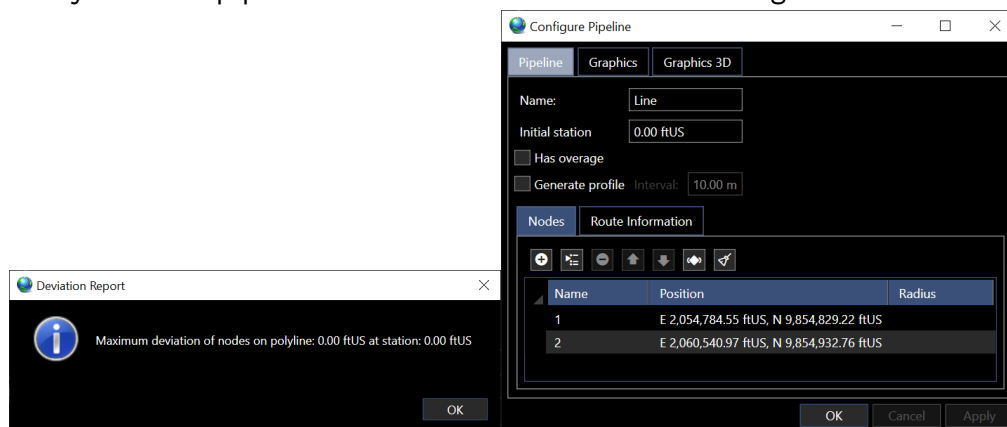 Configure Pipeline
Pipeline Graphics Graphics 3D
Name: Line
Initial station 0.00 ftUS
Has overage
Generate profile Interval: 10.00 m
Nodes Route Information
Name Position Radius
1 E 2,054,784.55 ftUS, N 9,854,829.22 ftUS
2 E 2,060,540.97 ftUS, N 9,854,932.76 ftUS
OK Cancel Apply
Deviation Report
Maximum deviation of nodes on polyline: 0.00 ftUS at station: 0.00 ftUS
OK